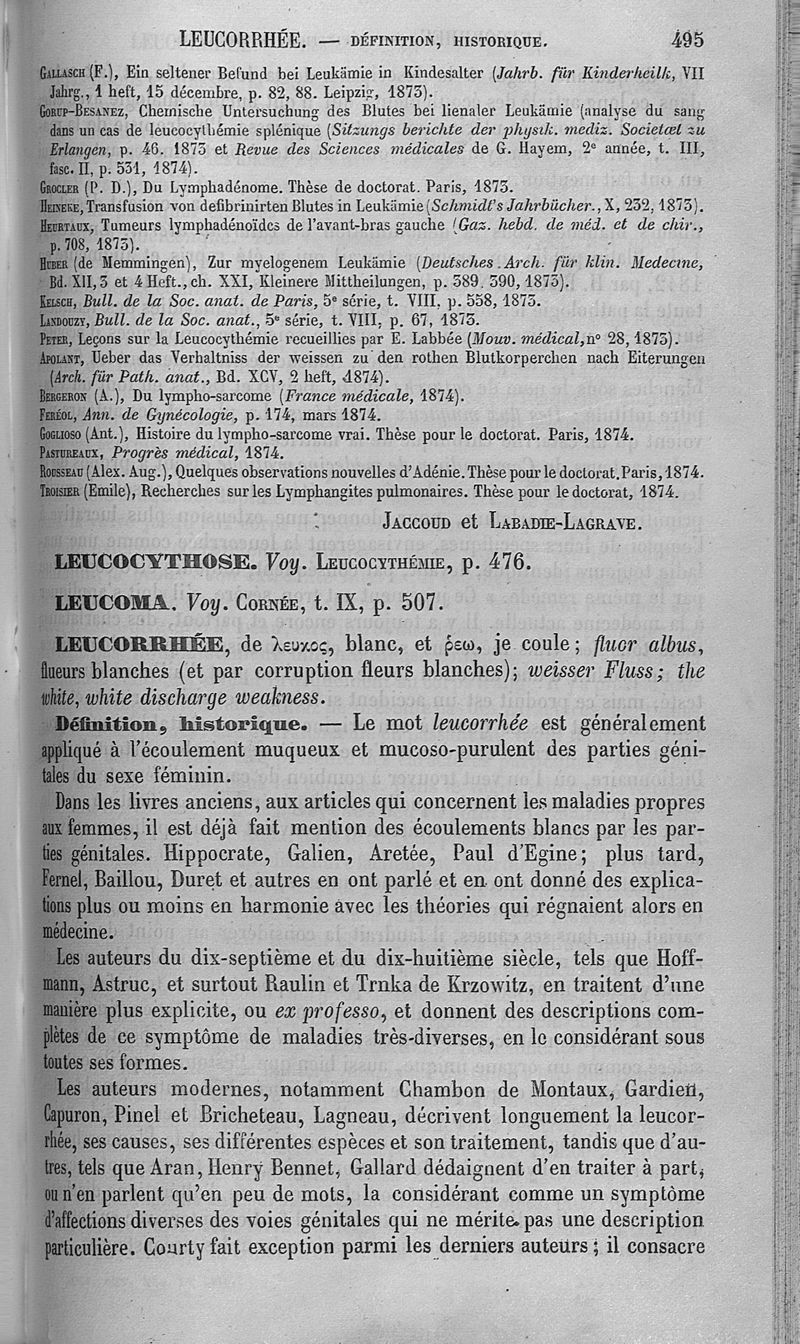 LEUCORRHÉE. — DÉFINITION, HISTORIQUE. 495
GALLASCH (F.), Ein seltener Befund bei Leukämie in Kindesalter (Jahrb. für Kinderheilk, VII
Jahrg., 1 heft, 15 décembre, p. 82, 88. Leipzig, 1873).
GORUP-BESANEZ, Chemische Untersuchung des Blutes bei lienaler Leukämie (analyse du sang
dans un cas de leucocythémie splénique (Sitzungs berichte der physik. mediz. Societæt zu
Erlangen, p. 46. 1873 et Revue des Sciences médicales de G. Hayem, 2e année, t. III,
fasc. II, p. 531, 1874).
GROCLER (P. D.), Du Lymphadénome. Thèse de doctorat. Paris, 1873.
HEINEKE, Transfusion von defibrinirten Blutes in Leukämie (Schmidt's Jahrbücher., X, 232, 1873).
HEURTAUX, Tumeurs lymphadénoïdes de l'avant-bras gauche (Gaz. hebd. de méd. et de chir.,
p. 708, 1873).
HUBER (de Memmingen), Zur myelogenem Leukämie (Deutsches. Arch. für klin. Medecine,
Bd. XII, 3 et 4 Heft., ch. XXI, Kleinere Mittheilungen, p. 389. 390, 1873).
KELSCH, Bull. de la Soc. anat. de Paris, 5e série, t. VIII, p. 558, 1873.
LANDOUZY, Bull. de la Soc. anat., 5e série, t. VIII, p. 67, 1873.
PETER, Leçons sur la Leucocythémie recueillies par E. Labbée (Mouv. médical, n° 28, 1873).
APOLANT, Ueber das Verhaltniss der weissen zu den rothen Blutkorperchen nach Eiterungen
(Arch. für Path. anat., Bd. XCV, 2 heft, 1874).
BERGERON (A.), Du lympho-sarcome (France médicale, 1874).
FERÉOL, Ann. de Gynécologie, p. 174, mars 1874.
GOGLIOSO (Ant.), Histoire du lympho-sarcome vrai. Thèse pour le doctorat. Paris, 1874.
PASTUREAUX, Progrès médical, 1874.
ROUSSEAU (Alex. Aug.), Quelques observations nouvelles d'Adénie. Thèse pour le doctorat. Paris, 1874.
TROISIER (Emile), Recherches sur les Lymphangites pulmonaires. Thèse pour le doctorat, 1874.
JACCOUD et LABADIE-LAGRAVE.
LEUCOCYTHOSE. Voy. LEUCOCYTHÉMIE, p. 476.
LEUCOMA. Voy. CORNÉE, t. IX, p. 507.
LEUCORRHÉE, de λευκος, blanc, et ῥεω, je coule; fluor albus,
flueurs blanches (et par corruption fleurs blanches); weisser Fluss; the
white, white discharge weakness.
Définition, historique. — Le mot leucorrhée est généralement
appliqué à l'écoulement muqueux et mucoso-purulent des parties géni-
tales du sexe féminin.
Dans les livres anciens, aux articles qui concernent les maladies propres
aux femmes, il est déjà fait mention des écoulements blancs par les par-
ties génitales. Hippocrate, Galien, Aretée, Paul d'Egine; plus tard,
Fernel, Baillou, Duret et autres en ont parlé et en ont donné des explica-
tions plus ou moins en harmonie avec les théories qui régnaient alors en
médecine.
Les auteurs du dix-septième et du dix-huitième siècle, tels que Hoff-
mann, Astruc, et surtout Raulin et Trnka de Krzowitz, en traitent d'une
manière plus explicite, ou ex professo, et donnent des descriptions com-
plètes de ce symptôme de maladies très-diverses, en le considérant sous
toutes ses formes.
Les auteurs modernes, notamment Chambon de Montaux, Gardien,
Capuron, Pinel et Bricheteau, Lagneau, décrivent longuement la leucor-
rhée, ses causes, ses différentes espèces et son traitement, tandis que d'au-
tres, tels que Aran, Henry Bennet, Gallard dédaignent d'en traiter à part,
ou n'en parlent qu'en peu de mots, la considérant comme un symptôme
d'affections diverses des voies génitales qui ne mérite pas une description
particulière. Courty fait exception parmi les derniers auteurs; il consacre